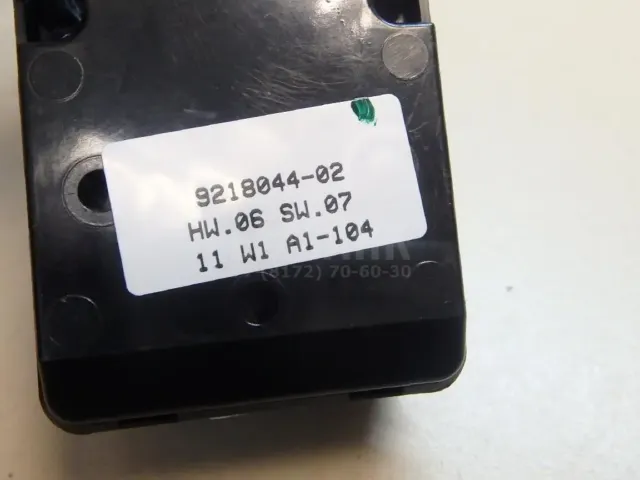 9218044-02
HW.06 SW.07
11 W1 A1-104
(8172) 70-60-30